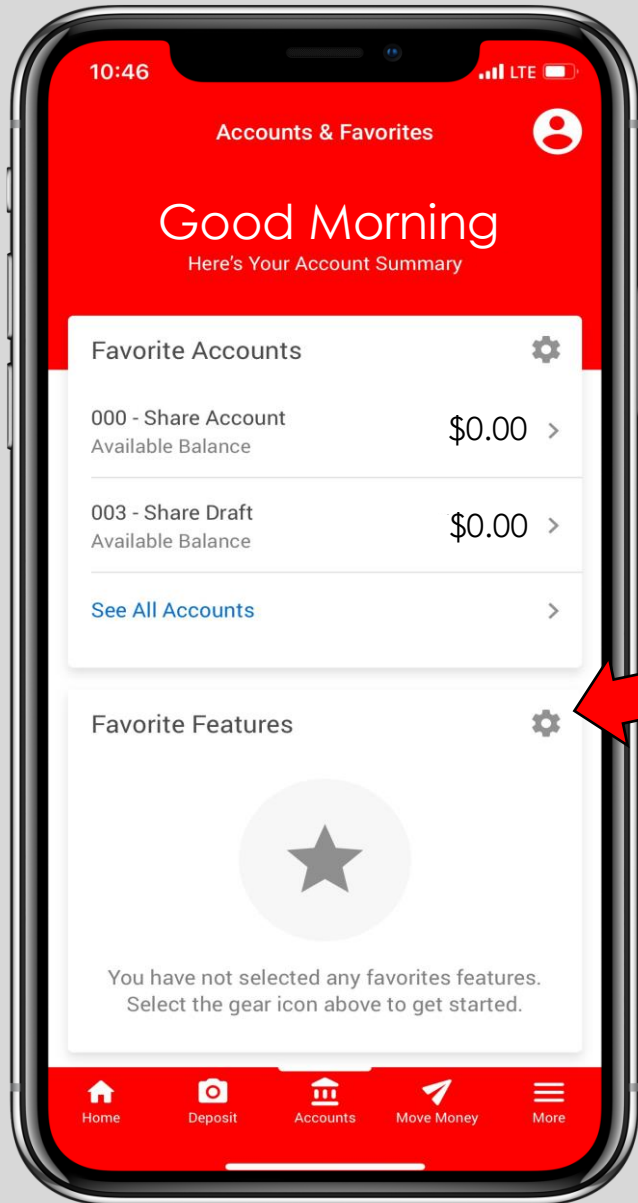 10:46
LTE
Accounts & Favorites
Good Morning
Here's Your Account Summary
Favorite Accounts
000 - Share Account
$0.00
Available Balance
003 - Share Draft
$0.00
Available Balance
See All Accounts
Favorite Features
You have not selected any favorites features.
Select the gear icon above to get started.
Home
Deposit
Accounts
Move Money
More